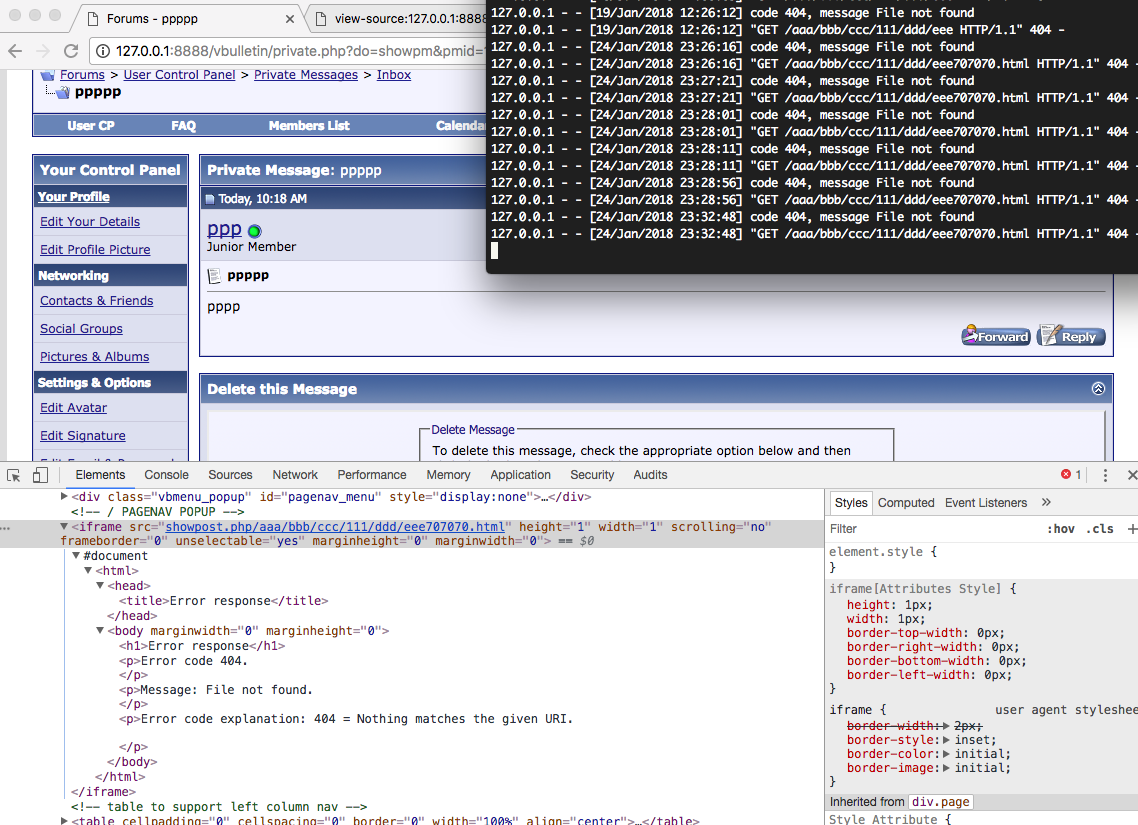 Forums - ppppp
view-source:127.0.0.1:8888
127.0.0.1:8888/vbulletin/private.php?do=showpm&pmid=
Forums > User Control Panel > Private Messages > Inbox
ppppp
User CP FAQ Members List Calenda
127.0.0.1 - - [19/Jan/2018 12:26:12] code 404, message File not found
127.0.0.1 - - [19/Jan/2018 12:26:12] "GET /aaa/bbb/ccc/111/ddd/eee HTTP/1.1" 404 -
127.0.0.1 - - [24/Jan/2018 23:26:16] code 404, message File not found
127.0.0.1 - - [24/Jan/2018 23:26:16] "GET /aaa/bbb/ccc/111/ddd/eee707070.html HTTP/1.1" 404 -
127.0.0.1 - - [24/Jan/2018 23:27:21] code 404, message File not found
127.0.0.1 - - [24/Jan/2018 23:27:21] "GET /aaa/bbb/ccc/111/ddd/eee707070.html HTTP/1.1" 404 -
127.0.0.1 - - [24/Jan/2018 23:28:01] code 404, message File not found
127.0.0.1 - - [24/Jan/2018 23:28:01] "GET /aaa/bbb/ccc/111/ddd/eee707070.html HTTP/1.1" 404 -
127.0.0.1 - - [24/Jan/2018 23:28:11] code 404, message File not found
127.0.0.1 - - [24/Jan/2018 23:28:11] "GET /aaa/bbb/ccc/111/ddd/eee707070.html HTTP/1.1" 404 -
127.0.0.1 - - [24/Jan/2018 23:28:56] code 404, message File not found
127.0.0.1 - - [24/Jan/2018 23:28:56] "GET /aaa/bbb/ccc/111/ddd/eee707070.html HTTP/1.1" 404 -
127.0.0.1 - - [24/Jan/2018 23:32:48] code 404, message File not found
127.0.0.1 - - [24/Jan/2018 23:32:48] "GET /aaa/bbb/ccc/111/ddd/eee707070.html HTTP/1.1" 404 -
Your Control Panel
Your Profile
Edit Your Details
Edit Profile Picture
Networking
Contacts & Friends
Social Groups
Pictures & Albums
Settings & Options
Edit Avatar
Edit Signature
Private Message: ppppp
Today, 10:18 AM
ppp
Junior Member
ppppp
pppp
Forward Reply
Delete this Message
Delete Message
To delete this message, check the appropriate option below and then
Elements Console Sources Network Performance Memory Application Security Audits
1
<div class="vbmenu_popup" id="pagenav_menu" style="display:none">…</div>
<!-- / PAGENAV POPUP -->
<iframe src="showpost.php/aaa/bbb/ccc/111/ddd/eee707070.html" height="1" width="1" scrolling="no"
frameborder="0" unselectable="yes" marginheight="0" marginwidth="0"> == $0
#document
<html>
<head>
<title>Error response</title>
</head>
<body marginwidth="0" marginheight="0">
<h1>Error response</h1>
<p>Error code 404.
</p>
<p>Message: File not found.
</p>
<p>Error code explanation: 404 = Nothing matches the given URI.
</p>
</body>
</html>
</iframe>
<!-- table to support left column nav -->
<table cellpadding="0" cellspacing="0" border="0" width="100%" align="center">…</table>
Styles Computed Event Listeners »
Filter :hov .cls +
element.style {
}
iframe[Attributes Style] {
height: 1px;
width: 1px;
border-top-width: 0px;
border-right-width: 0px;
border-bottom-width: 0px;
border-left-width: 0px;
}
iframe { user agent styleshee
border-width: 2px;
border-style: inset;
border-color: initial;
border-image: initial;
}
Inherited from div.page
Style Attribute {